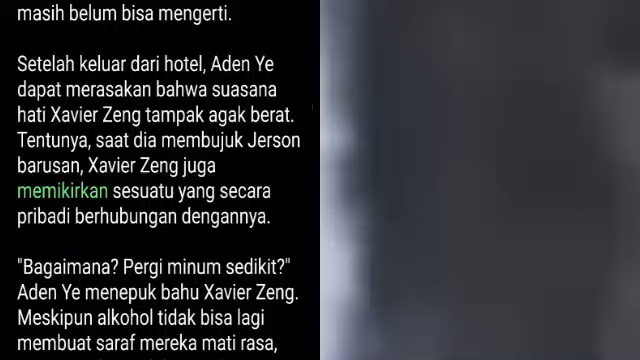 masih belum bisa mengerti.
Setelah keluar dari hotel, Aden Ye
dapat merasakan bahwa suasana
hati Xavier Zeng tampak agak berat.
Tentunya, saat dia membujuk Jerson
barusan, Xavier Zeng juga
memikirkan sesuatu yang secara
pribadi berhubungan dengannya.
"Bagaimana? Pergi minum sedikit?"
Aden Ye menepuk bahu Xavier Zeng.
Meskipun alkohol tidak bisa lagi
membuat saraf mereka mati rasa,